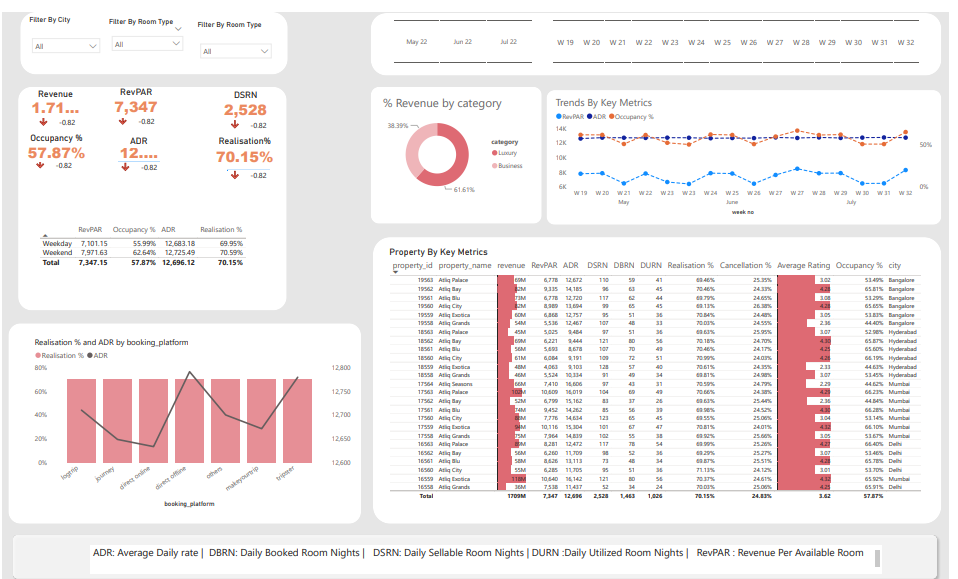 Filter By City
Filter By Room Type
Filter By Room Type
All
All
All
May 22 Jun 22 Jul 22
W 19 W 20 W 21 W 22 W 23 W 24 W 25 W 26 W 27 W 28 W 29 W 30 W 31 W 32
Revenue
1.71...
-0.82
RevPAR
7,347
-0.82
DSRN
2,528
-0.82
Occupancy %
57.87%
-0.82
ADR
12....
-0.82
Realisation%
70.15%
-0.82
RevPAR Occupancy % ADR Realisation %
Weekday 7,101.15 55.99% 12,683.18 69.95%
Weekend 7,971.63 62.64% 12,725.49 70.59%
Total 7,347.15 57.87% 12,696.12 70.15%
% Revenue by category
38.39%
61.61%
category
Luxury
Business
Trends By Key Metrics
RevPAR ADR Occupancy %
14K
12K
10K
8K
6K
50%
0%
W 19 W 20 W 21 W 22 W 23 W 24 W 25 W 26 W 27 W 28 W 29 W 30 W 31 W 32
May June July
week no
Realisation % and ADR by booking_platform
Realisation % ADR
80%
60%
40%
20%
0%
12,800
12,750
12,700
12,650
12,600
logtrip journey direct online direct offline others makeyourtrip tripster
booking_platform
Property By Key Metrics
property_id property_name revenue RevPAR ADR DSRN DBRN DURN Realisation % Cancellation % Average Rating Occupancy % city
19563 Atliq Palace 69M 6,778 12,672 110 59 41 69.46% 25.35% 3.02 53.49% Bangalore
19562 Atliq Bay 82M 9,335 14,185 96 63 45 70.46% 24.33% 4.28 65.81% Bangalore
19561 Atliq Blu 73M 6,778 12,720 117 62 44 69.79% 24.65% 3.08 53.29% Bangalore
19560 Atliq City 8,989 13,694 99 65 45 69.13% 26.38% 4.28 65.65% Bangalore
19559 Atliq Exotica 60M 6,868 12,757 95 51 36 70.84% 24.48% 3.05 53.83% Bangalore
19558 Atliq Grands 54M 5,536 12,467 107 48 33 70.03% 24.55% 2.36 44.40% Bangalore
18563 Atliq Palace 45M 5,025 9,484 97 51 36 69.63% 25.95% 3.07 52.98% Hyderabad
18562 Atliq Bay 69M 6,221 9,444 121 80 56 70.18% 24.70% 4.30 65.87% Hyderabad
18561 Atliq Blu 56M 5,693 8,678 107 70 49 70.46% 24.17% 4.25 65.60% Hyderabad
18560 Atliq City 61M 6,084 9,191 109 72 51 70.99% 24.03% 4.28 66.19% Hyderabad
18559 Atliq Exotica 48M 4,063 9,103 128 57 40 70.61% 24.35% 2.33 44.63% Hyderabad
18558 Atliq Grands 46M 5,524 10,334 91 49 34 69.81% 24.98% 3.07 53.45% Hyderabad
17564 Atliq Seasons 66M 7,410 16,606 97 43 31 70.59% 24.79% 2.29 44.62% Mumbai
17563 Atliq Palace 102M 10,609 16,019 104 69 49 70.66% 24.38% 4.28 66.23% Mumbai
17562 Atliq Bay 52M 6,799 15,162 83 37 26 69.63% 25.44% 2.36 44.84% Mumbai
17561 Atliq Blu 74M 9,452 14,262 85 56 39 69.98% 24.52% 4.30 66.28% Mumbai
17560 Atliq City 7,776 14,634 123 65 45 69.55% 25.06% 3.04 53.14% Mumbai
17559 Atliq Exotica 94M 10,116 15,304 101 67 47 70.81% 24.01% 4.32 66.10% Mumbai
17558 Atliq Grands 75M 7,964 14,839 102 55 38 69.92% 25.66% 3.05 53.67% Mumbai
16563 Atliq Palace 8,281 12,472 117 78 54 69.99% 25.26% 4.27 66.40% Delhi
16562 Atliq Bay 56M 6,260 11,709 98 52 36 69.29% 25.27% 3.07 53.46% Delhi
16561 Atliq Blu 58M 8,626 13,113 73 48 34 69.87% 25.51% 4.28 65.78% Delhi
16560 Atliq City 55M 6,285 11,705 95 51 36 71.13% 24.12% 3.01 53.70% Delhi
16559 Atliq Exotica 118M 10,640 16,142 121 80 56 70.37% 24.61% 4.32 65.92% Mumbai
16558 Atliq Grands 36M 7,538 11,437 52 34 24 70.03% 25.06% 4.25 65.91% Delhi
Total 1709M 7,347 12,696 2,528 1,463 1,026 70.15% 24.83% 3.62 57.87%
ADR: Average Daily rate | DBRN: Daily Booked Room Nights | DSRN: Daily Sellable Room Nights | DURN :Daily Utilized Room Nights | RevPAR : Revenue Per Available Room